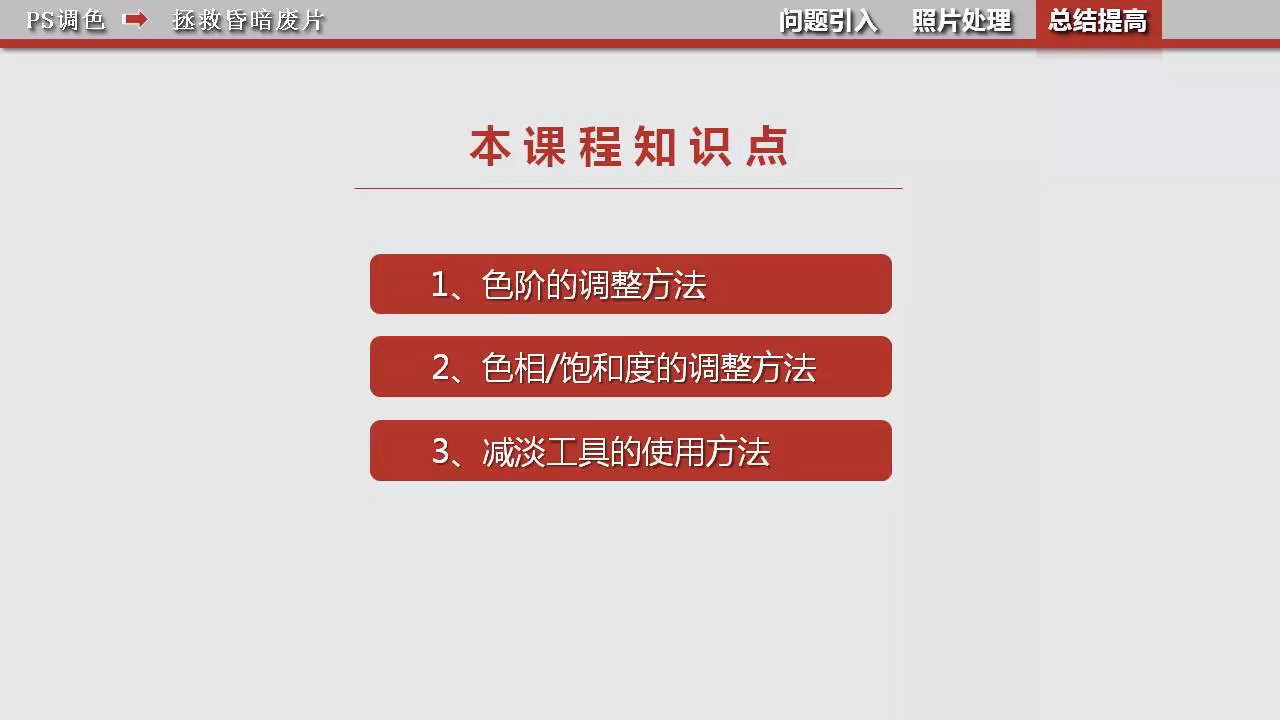 PS调色 拯救昏暗废片 问题引入 照片处理 总结提高
本课程知识点
1、色阶的调整方法
2、色相/饱和度的调整方法
3、减淡工具的使用方法